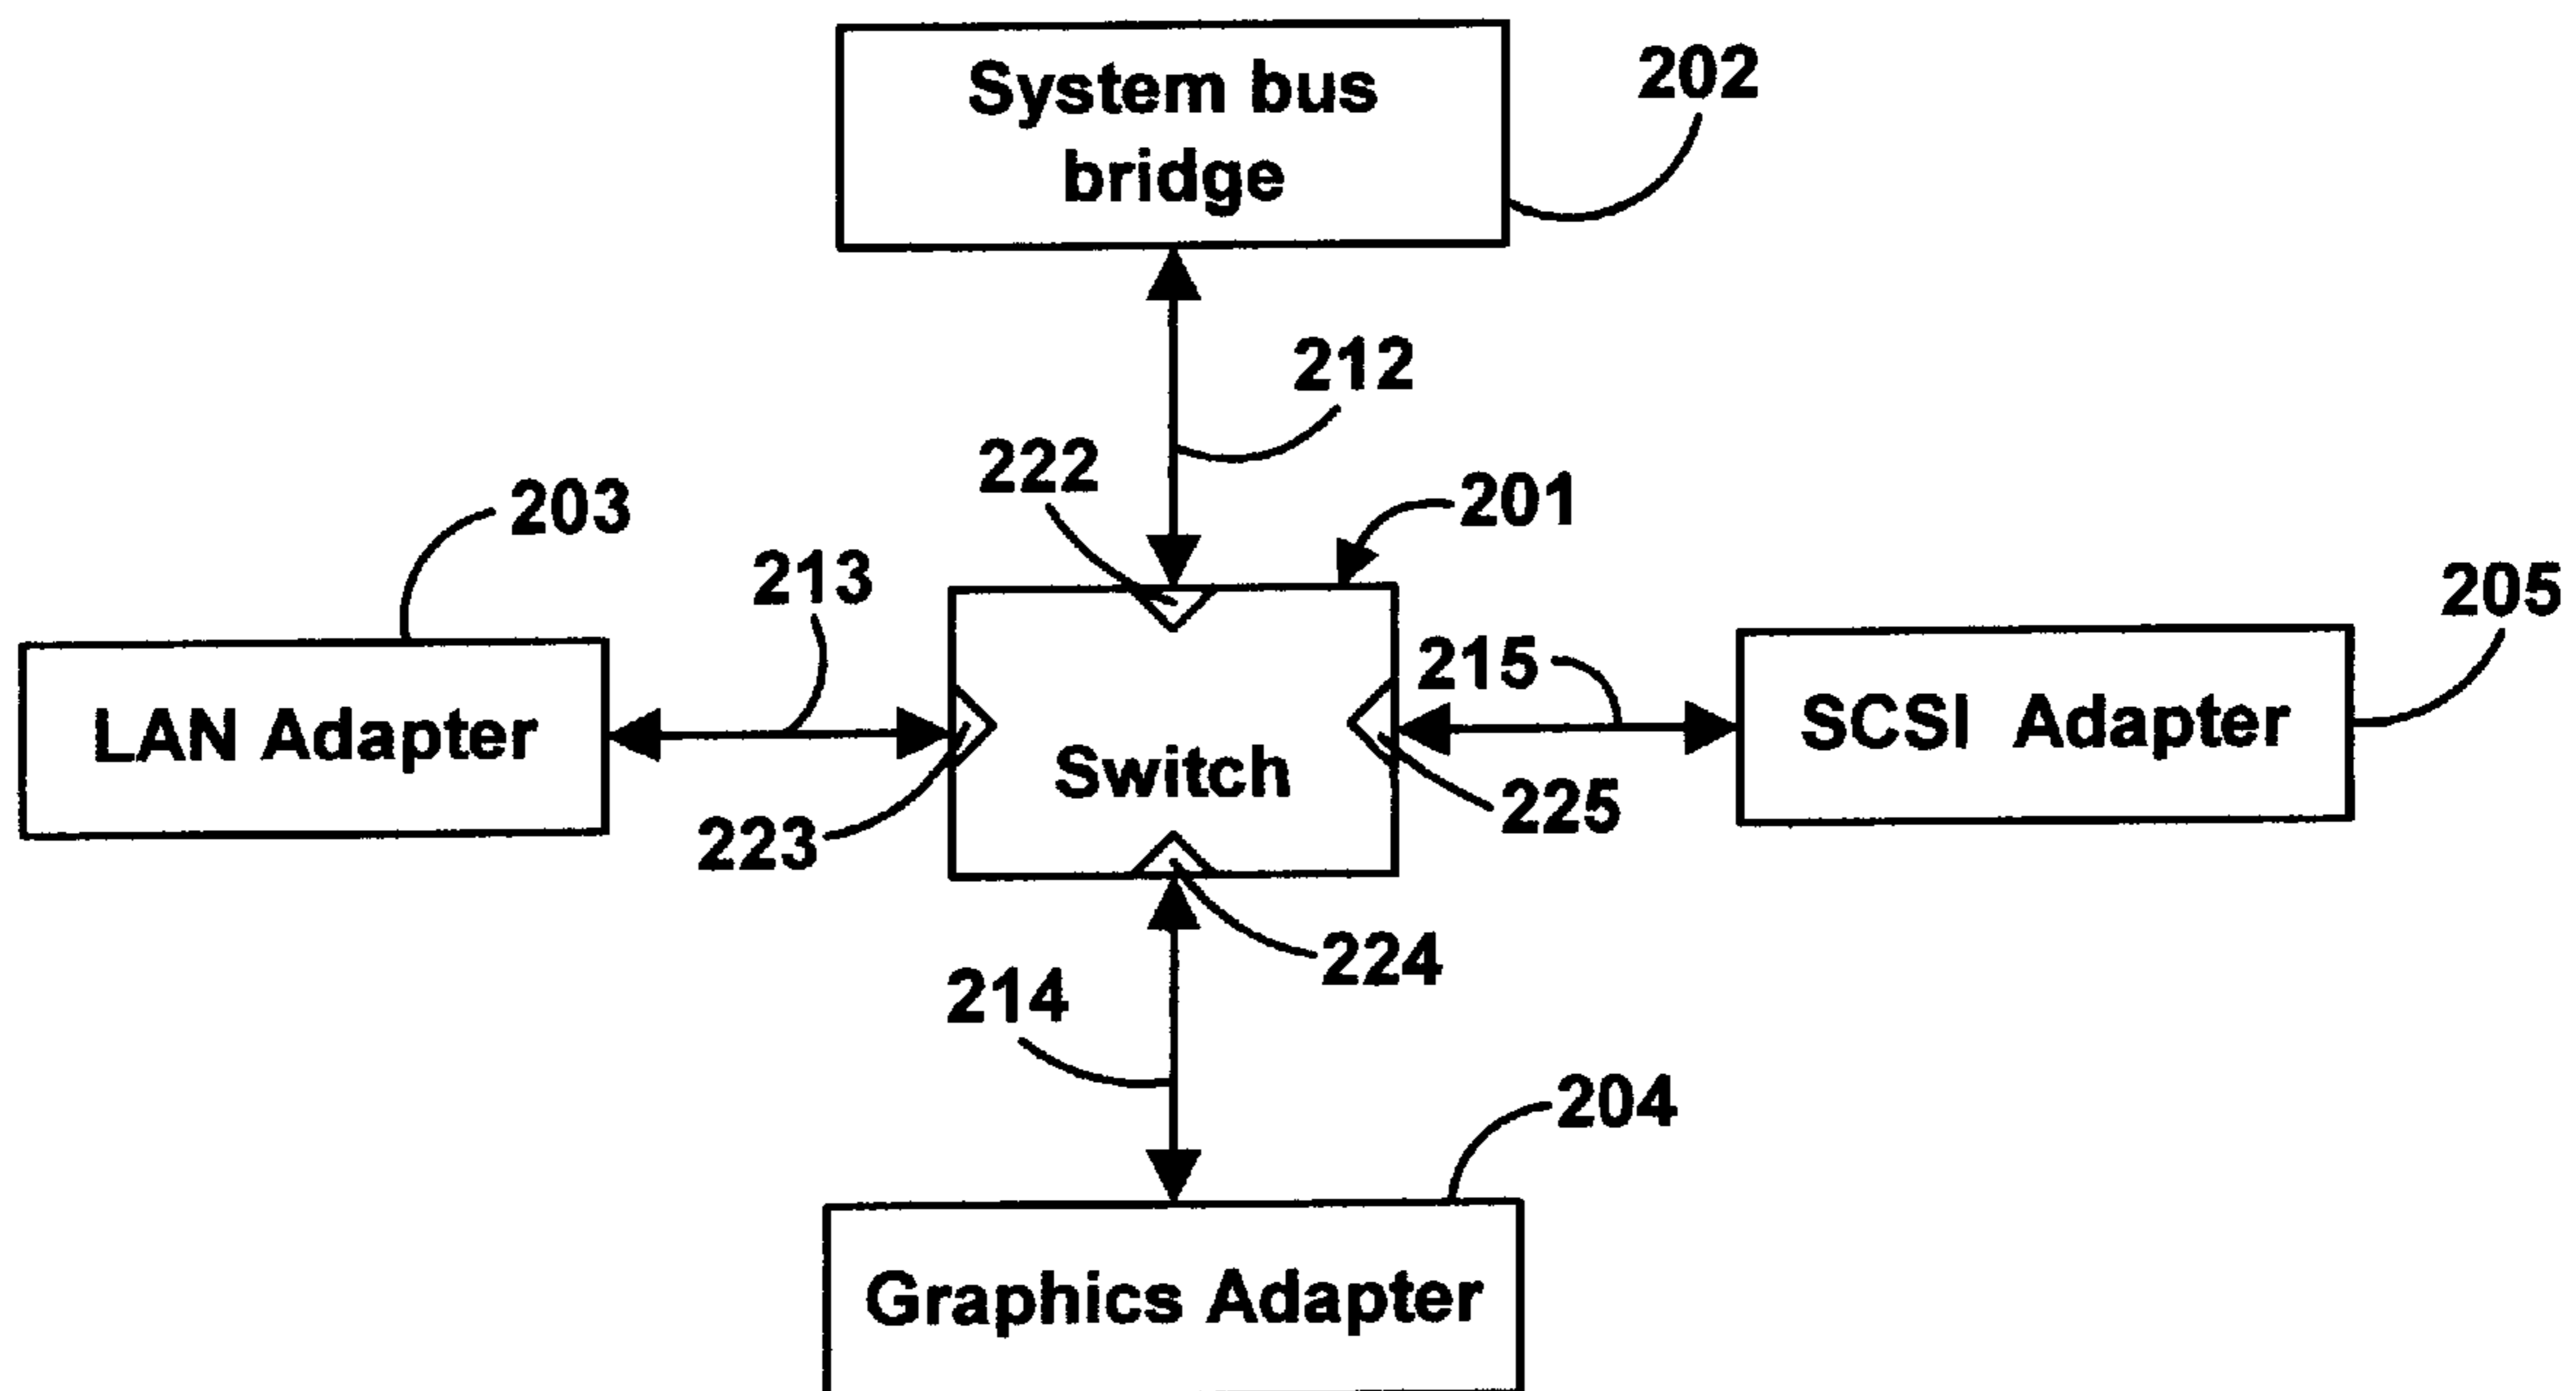 System bus
bridge
202
212
222
201
203
213
205
215
LAN Adapter
SCSI Adapter
Switch
223
225
224
214
204
Graphics Adapter